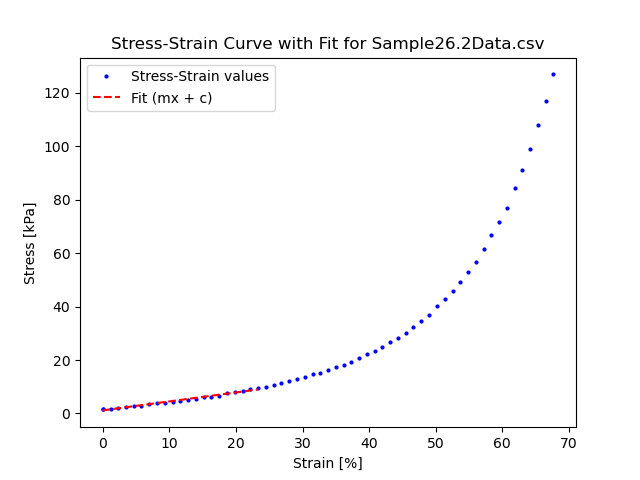 Stress-Strain Curve with Fit for Sample26.2Data.csv
Stress-Strain values
Fit (mx + c)
120
100
80
60
40
20
0
Stress [kPa]
0 10 20 30 40 50 60 70
Strain [%]